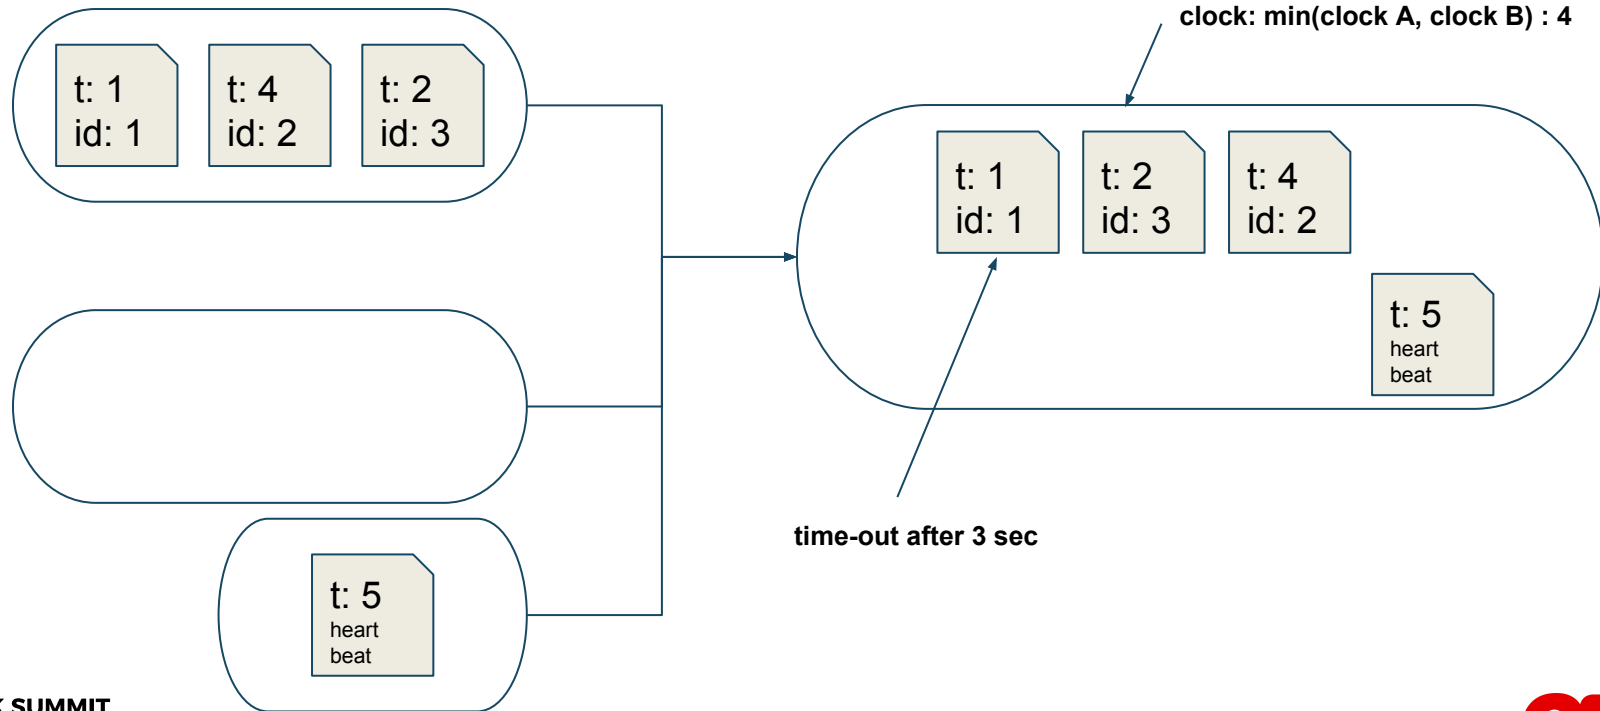 clock: min(clock A, clock B) : 4
t: 1
id: 1
t: 4
id: 2
t: 2
id: 3
t: 1
id: 1
t: 2
id: 3
t: 4
id: 2
t: 5
heart
beat
time-out after 3 sec
t: 5
heart
beat
SUMMIT